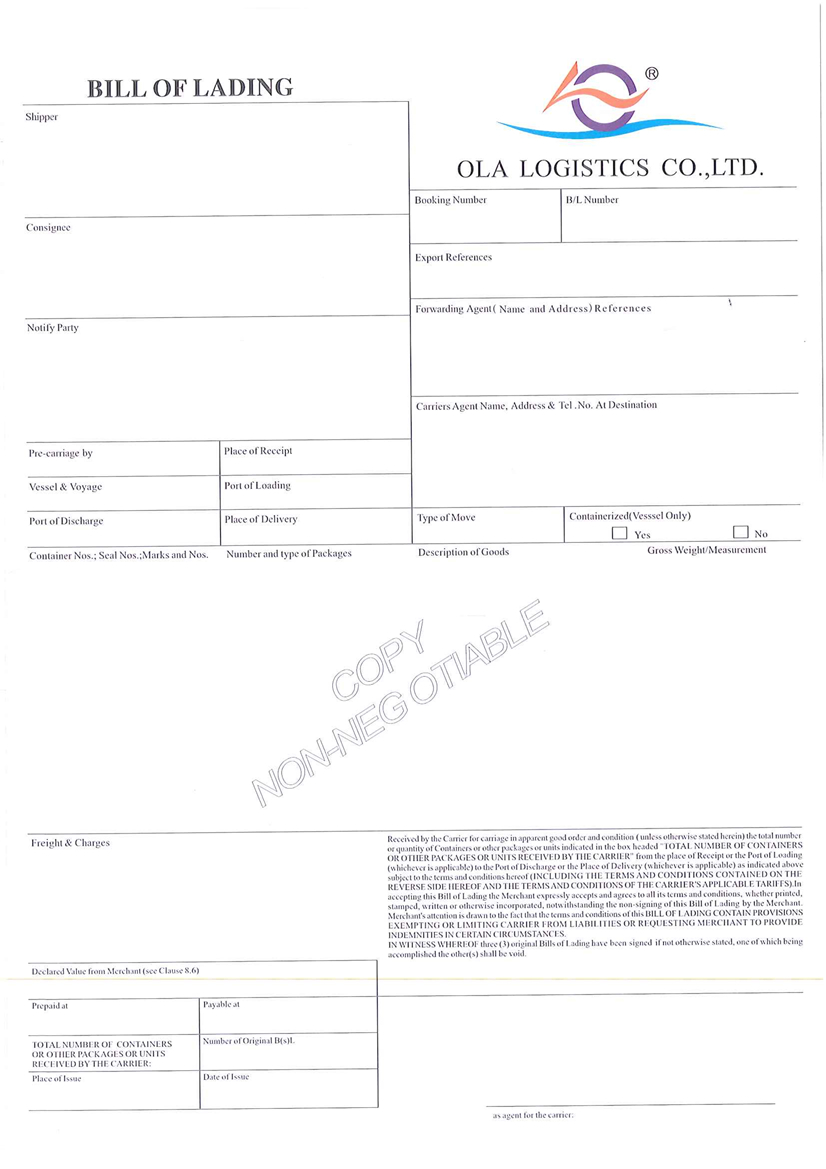 BILL OF LADING
®
OLA LOGISTICS CO.,LTD.
Shipper
Booking Number
B/L Number
Consignee
Export References
Forwarding Agent( Name and Address) References
Notify Party
Carriers Agent Name, Address & Tel .No. At Destination
Pre-carriage by
Place of Receipt
Vessel & Voyage
Port of Loading
Port of Discharge
Place of Delivery
Type of Move
Containerized(Vesssel Only)
Yes
No
Container Nos.; Seal Nos.;Marks and Nos.
Number and type of Packages
Description of Goods
Gross Weight/Measurement
COPY
NON-NEGOTIABLE
Freight & Charges
Received by the Carrier for carriage in apparent good order and condition ( unless otherwise stated herein) the total number
or quantity of Containers or other packages or units indicated in the box headed "TOTAL NUMBER OF CONTAINERS
OR OTHER PACKAGES OR UNITS RECEIVED BY THE CARRIER" from the place of Receipt or the Port of Loading
(whichever is applicable) to the Port of Discharge or the Place of Delivery (whichever is applicable) as indicated above
subject to the terms and conditions hereof (INCLUDING THE TERMS AND CONDITIONS CONTAINED ON THE
REVERSE SIDE HEREOF AND THE TERMS AND CONDITIONS OF THE CARRIER'S APPLICABLE TARIFFS).In
accepting this Bill of Lading the Merchant expressly accepts and agrees to all its terms and conditions, whether printed,
stamped, written or otherwise incorporated, notwithstanding the non-signing of this Bill of Lading by the Merchant.
Merchant's attention is drawn to the fact that the terms and conditions of this BILL OF LADING CONTAIN PROVISIONS
EXEMPTING OR LIMITING CARRIER FROM LIABILITIES OR REQUESTING MERCHANT TO PROVIDE
INDEMNITIES IN CERTAIN CIRCUMSTANCES.
IN WITNESS WHEREOF three (3) original Bills of Lading have been signed if not otherwise stated, one of which being
accomplished the other(s) shall be void.
Declared Value from Merchant (see Clause 8.6)
Prepaid at
Payable at
TOTAL NUMBER OF CONTAINERS
OR OTHER PACKAGES OR UNITS
RECEIVED BY THE CARRIER:
Number of Original B(s)L
Place of Issue
Date of Issue
as agent for the carrier: